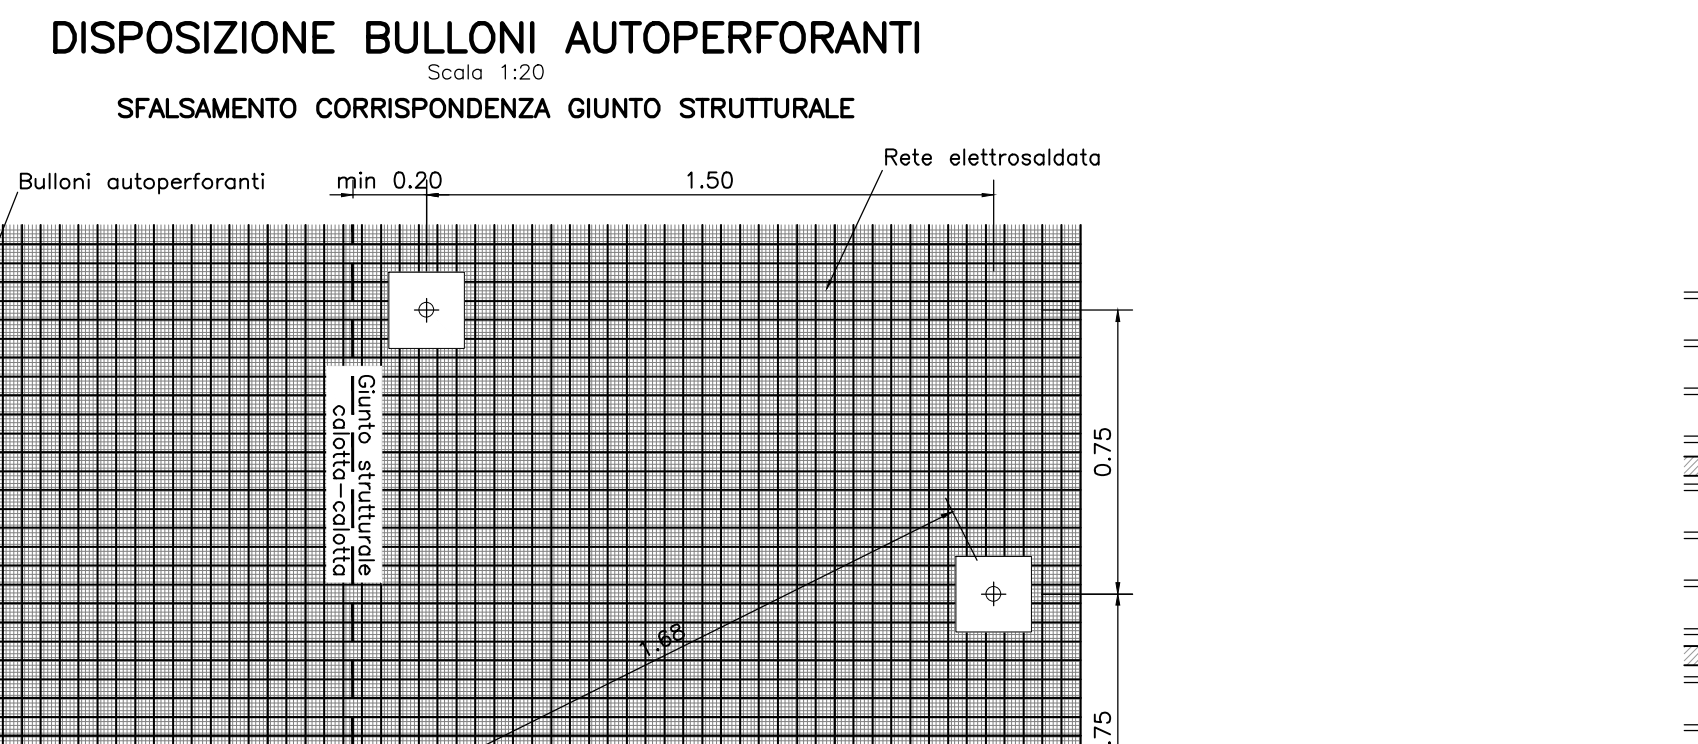 DISPOSIZIONE BULLONI AUTOPERFORANTI
Scala 1:20
SFALSAMENTO CORRISPONDENZA GIUNTO STRUTTURALE
Rete elettrosaldata
Bulloni autoperforanti
min 0.20
1.50
Giunto strutturale
calotta-calotta
0.75
1.68
.75